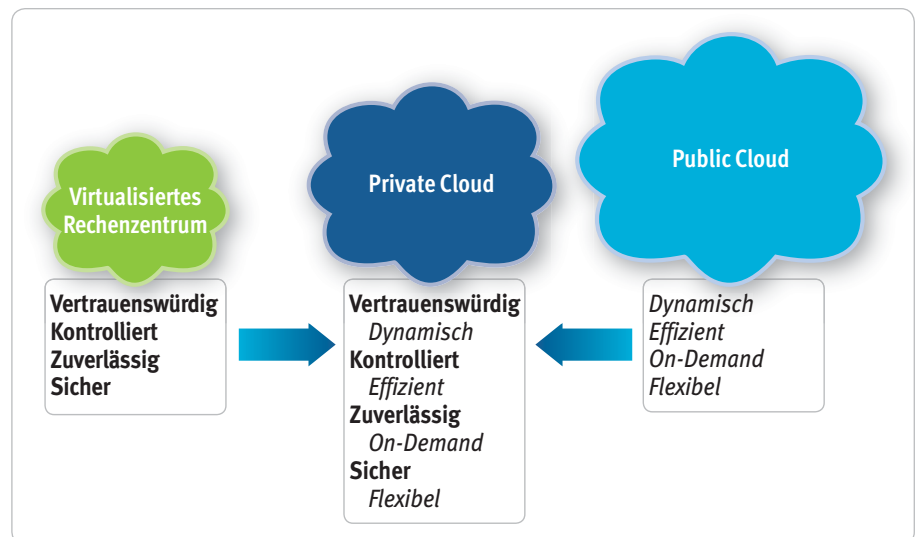 Virtualisiertes
Rechenzentrum
Private Cloud
Public Cloud
Vertrauenswürdig
Kontrolliert
Zuverlässig
Sicher
Vertrauenswürdig
Dynamisch
Kontrolliert
Effizient
Zuverlässig
On-Demand
Sicher
Flexibel
Dynamisch
Effizient
On-Demand
Flexibel